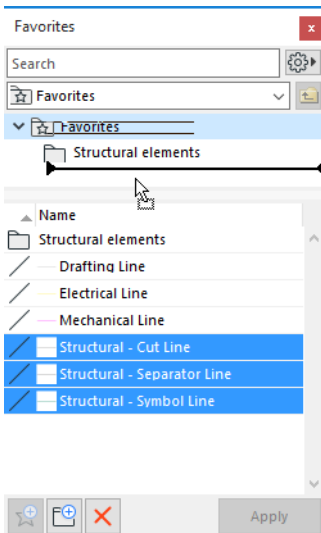 Favorites
x
Search
Favorites
Favorites
Structural elements
Name
Structural elements
Drafting Line
Electrical Line
Mechanical Line
Structural - Cut Line
Structural - Separator Line
Structural - Symbol Line
Apply